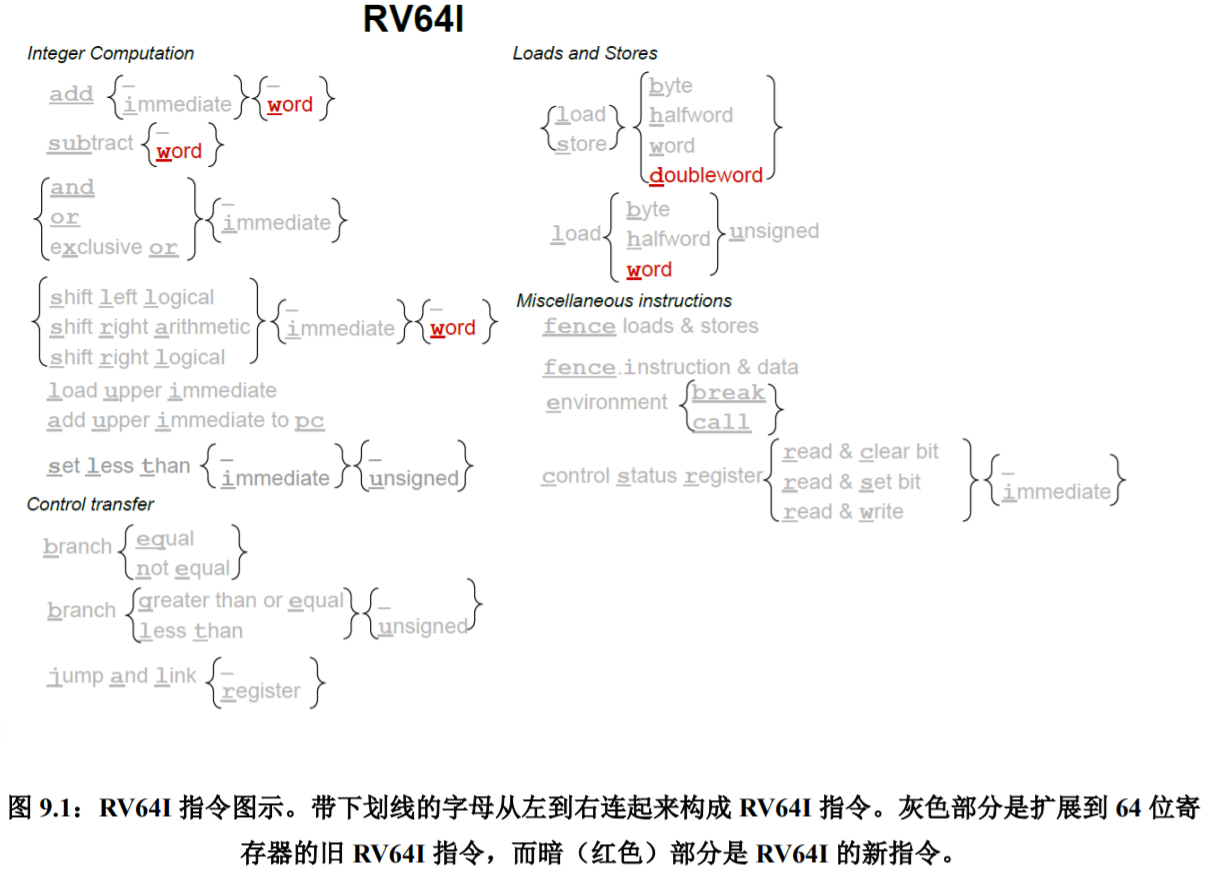 RV64I
Integer Computation
add { _ immediate } { _ word }
subtract { _ word }
{ and
or
exclusive or } { _ immediate }
{ shift left logical
shift right arithmetic
shift right logical } { _ immediate } { _ word }
load upper immediate
add upper immediate to pc
set less than { _ immediate } { _ unsigned }
Control transfer
branch { equal
not equal }
branch { greater than or equal
less than } { _ unsigned }
jump and link { _ register }
Loads and Stores
{ load
store } { byte
halfword
word
doubleword }
load { byte
halfword
word } unsigned
Miscellaneous instructions
fence loads & stores
fence.instruction & data
environment { break
call }
control status register { read & clear bit
read & set bit
read & write } { _ immediate }
图 9.1：RV64I 指令图示。带下划线的字母从左到右连起来构成 RV64I 指令。灰色部分是扩展到 64 位寄
存器的旧 RV64I 指令，而暗（红色）部分是 RV64I 的新指令。